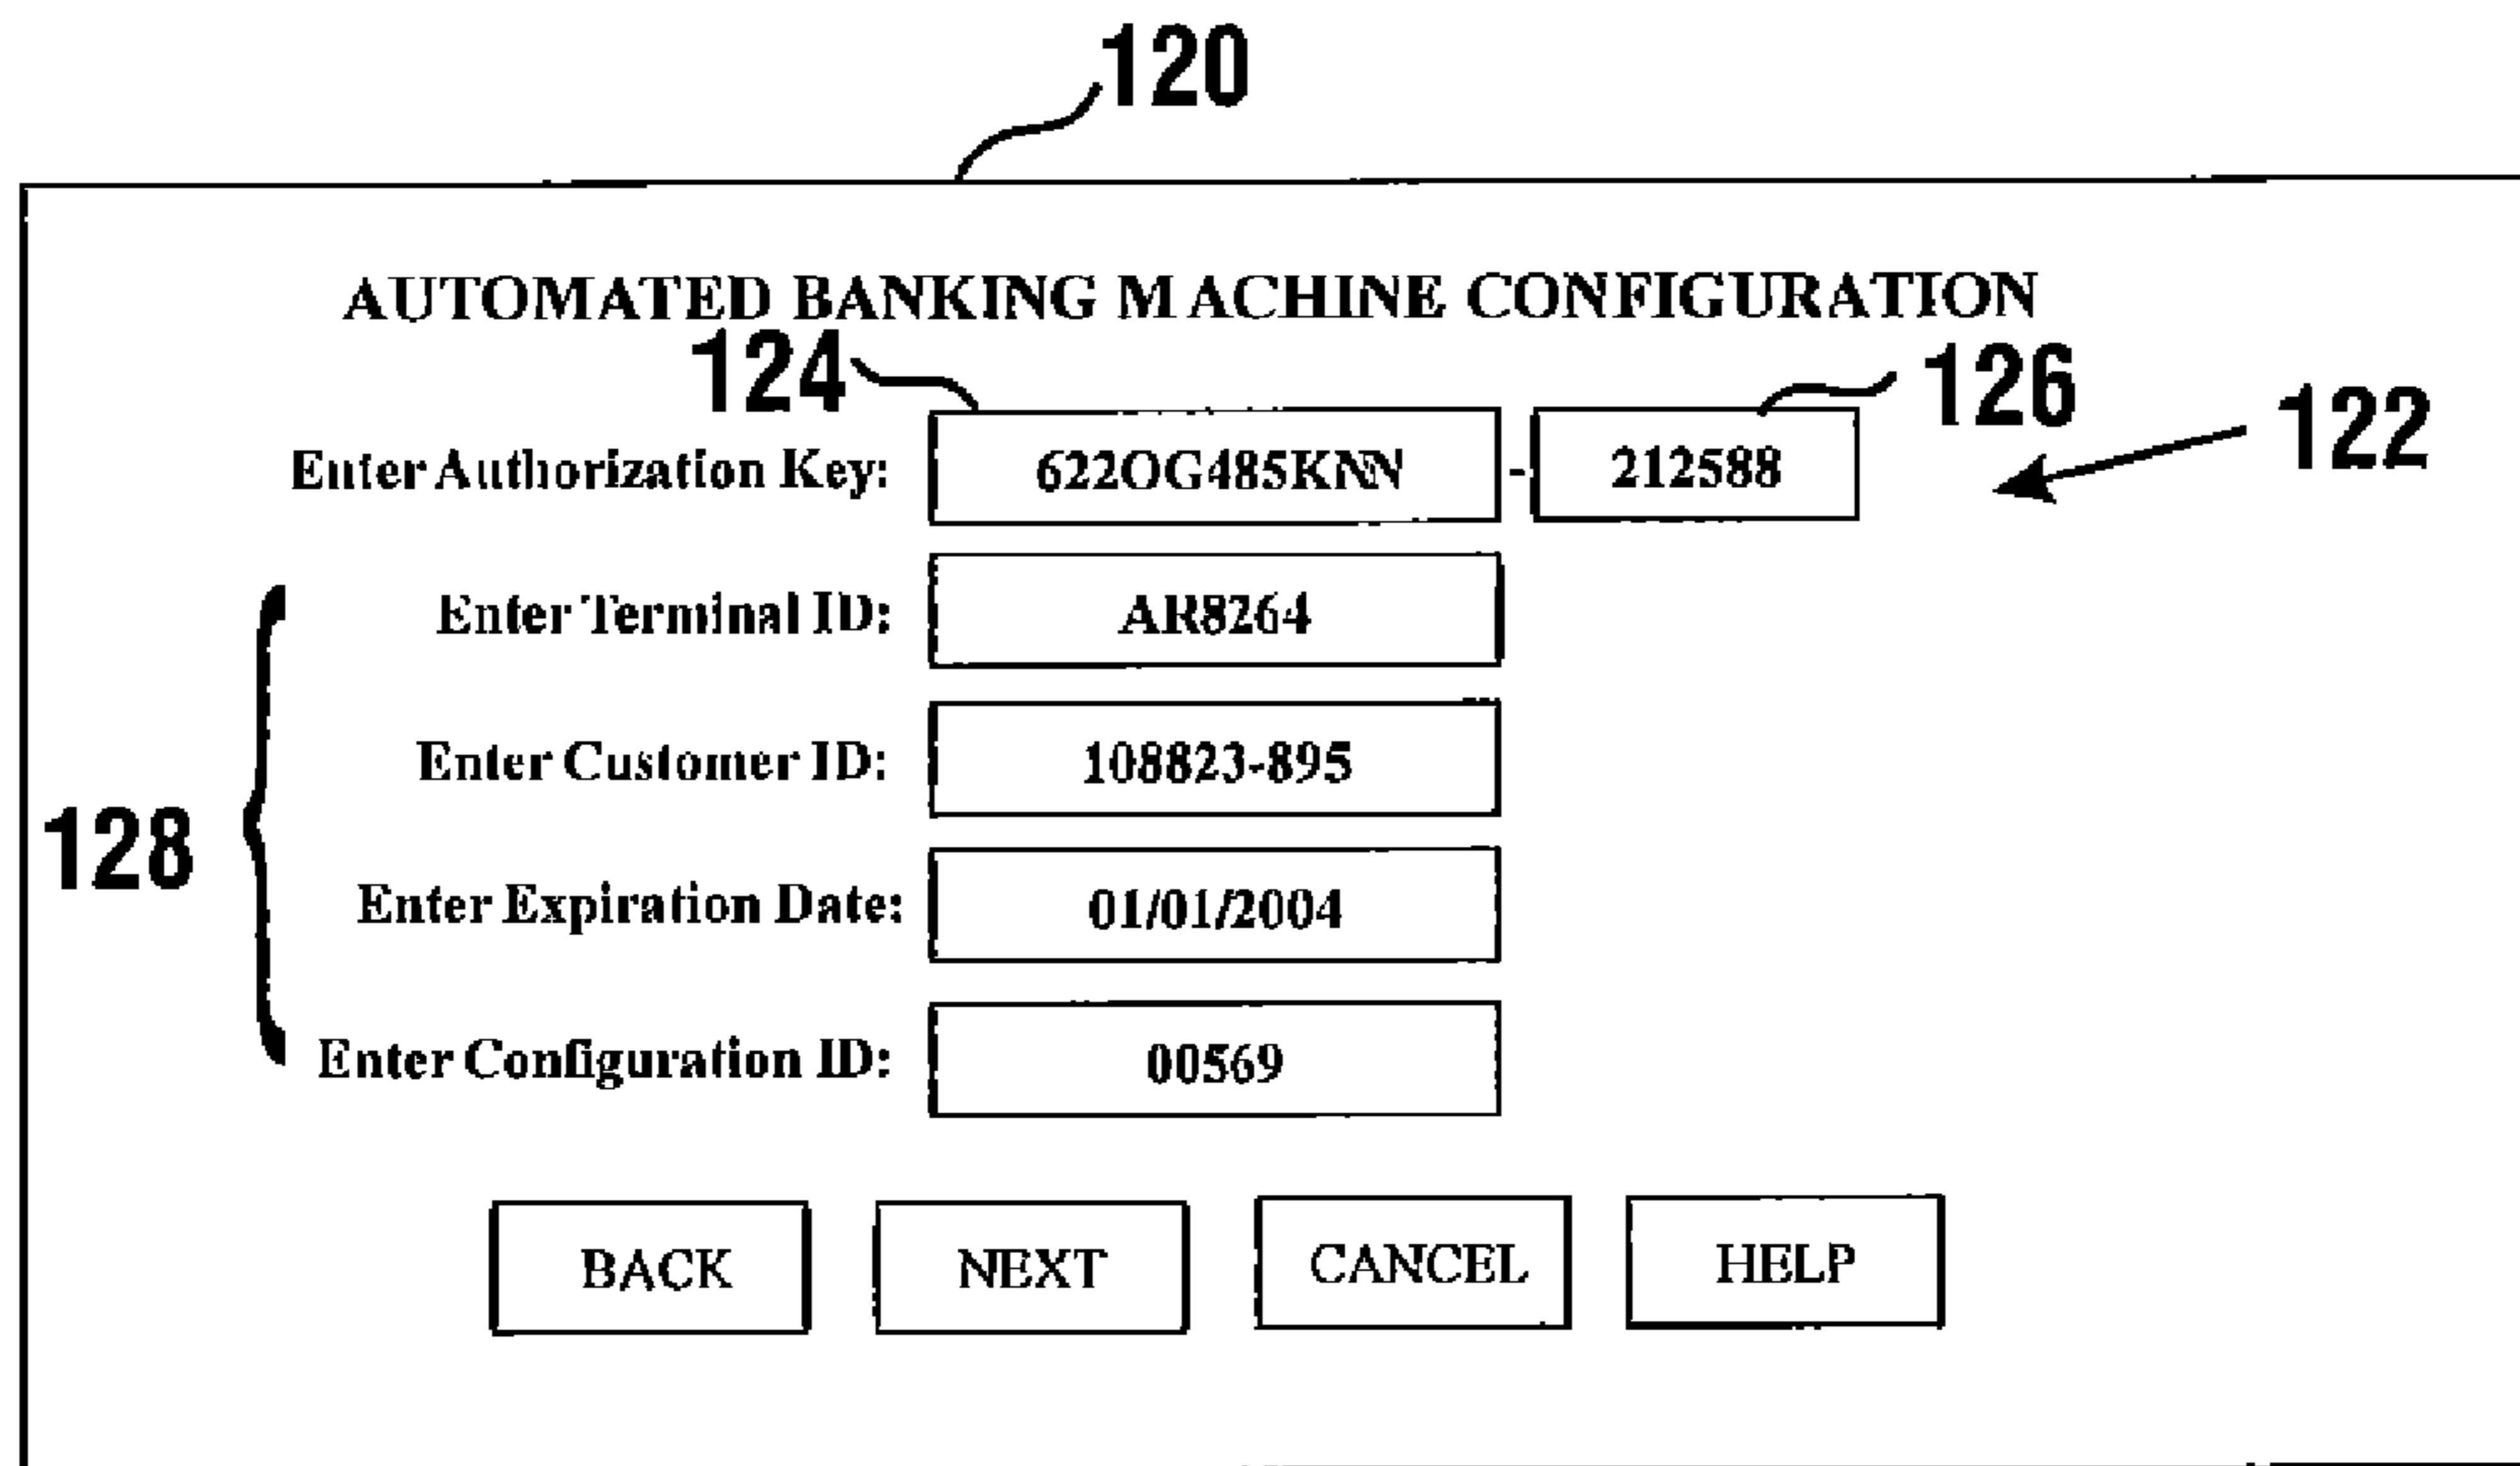 120
AUTOMATED BANKING MACHINE CONFIGURATION
124
126
122
Enter Authorization Key: 622OG485KNN - 212588
Enter Terminal ID: AR8264
Enter Customer ID: 108823-895
128
Enter Expiration Date: 01/01/2004
Enter Configuration ID: 00569
BACK NEXT CANCEL HELP